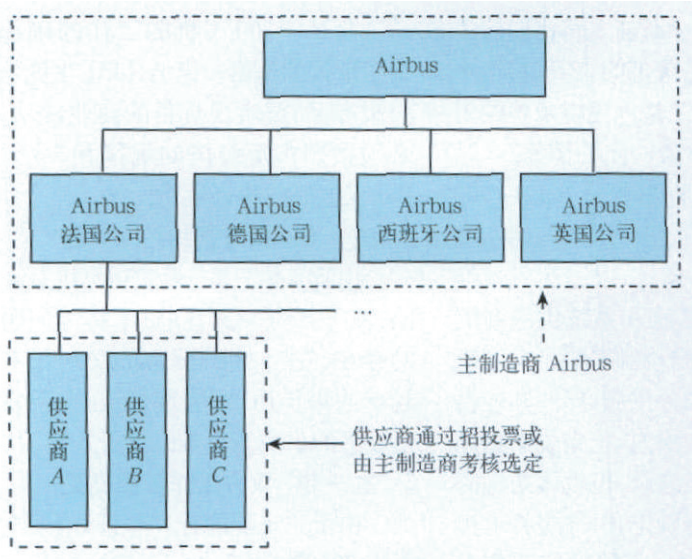 Airbus
Airbus
法国公司
Airbus
德国公司
Airbus
西班牙公司
Airbus
英国公司
...
主制造商 Airbus
供应商A
供应商B
供应商C
供应商通过招投票或
由主制造商考核选定